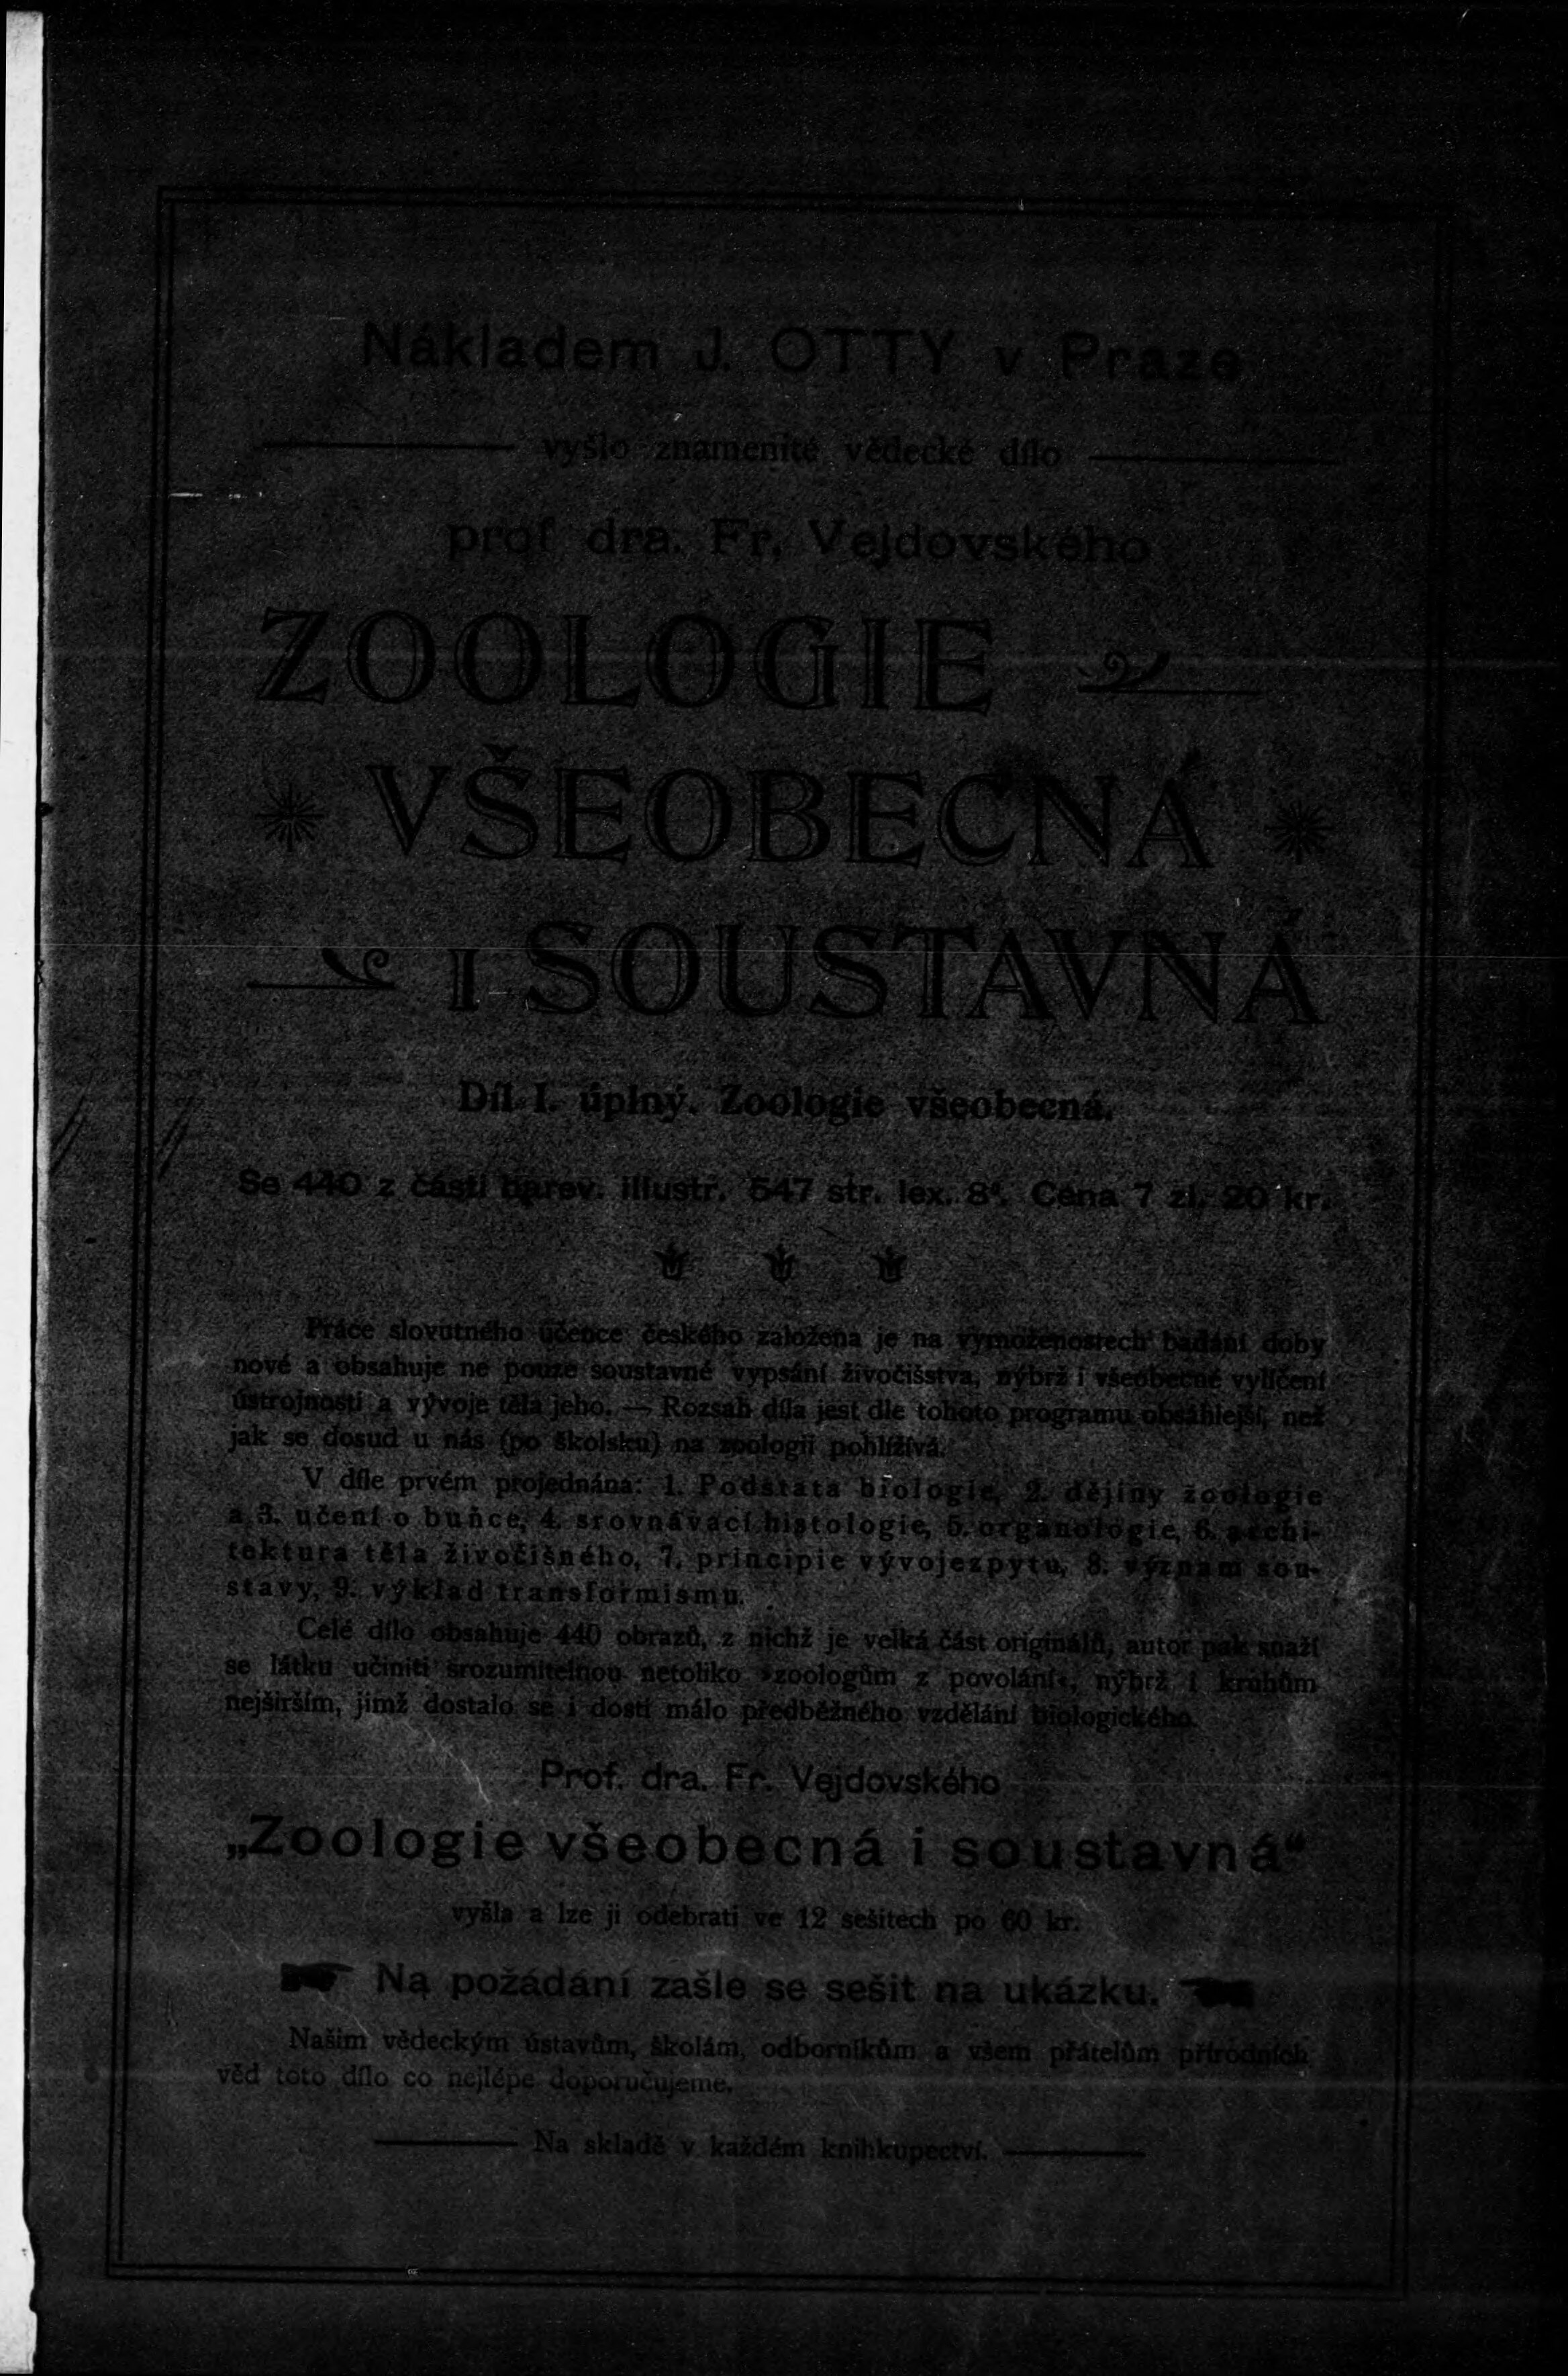 Nákladem J. OTTY v Praze
vyšlo znamenité vědecké dílo
prof. dra. Fr. Vejdovského
ZOOLOGIE
VŠEOBECNÁ
I SOUSTAVNÁ
Díl I. úplný. Zoologie všeobecná.
Se 440 z části barev. illustr. 547 str. lex. 8°. Cena 7 zl. 20 kr.
Práce slovutného učence českého založena je na vymoženostech badání doby
nové a obsahuje ne pouze soustavné vypsání živočišstva, nýbrž i všeobecné vylíčení
ústrojnosti a vývoje těla jeho. — Rozsah díla jest dle tohoto programu obsáhlejší, než
jak se dosud u nás (po školsku) na zoologii pohlížívá.
V díle prvém projednána: 1. Podstata biologie, 2. dějiny zoologie
a 3. učení o buňce, 4. srovnávací histologie, 5. organologie, 6. archi-
tektura těla živočišného, 7. principie vývojezpytu, 8. význam sou-
stavy, 9. výklad transformismu.
Celé dílo obsahuje 440 obrazů, z nichž je velká část originálů, autor pak snaží
se látku učiniti srozumitelnou netoliko »zoologům z povolání«, nýbrž i kruhům
nejširším, jimž dostalo se i dosti málo předběžného vzdělání biologického.
Prof. dra. Fr. Vejdovského
„Zoologie všeobecná i soustavná“
vyšla a lze ji odebrati ve 12 sešitech po 60 kr.
Na požádání zašle se sešit na ukázku.
Našim vědeckým ústavům, školám, odborníkům a všem přátelům přírodních
věd toto dílo co nejlépe doporučujeme.
Na skladě v každém knihkupectví.